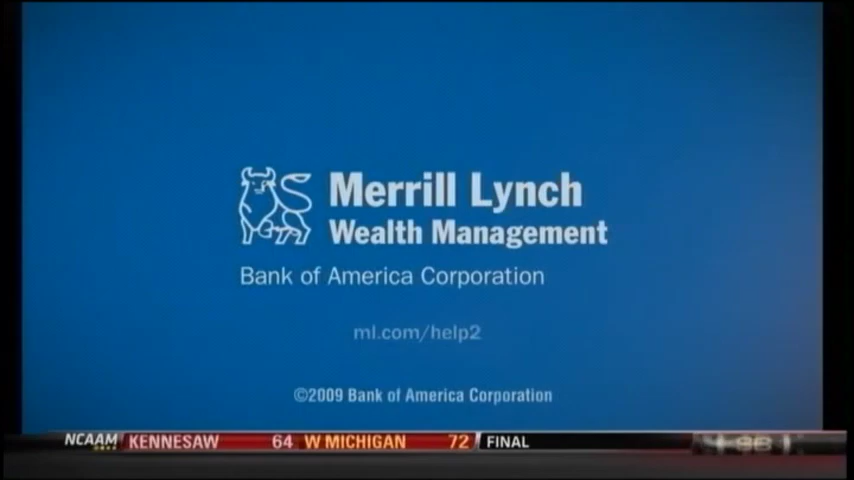 Merrill Lynch
Wealth Management
Bank of America Corporation
ml.com/help2
©2009 Bank of America Corporation
NCAAM KENNESAW 64 W MICHIGAN 72 FINAL